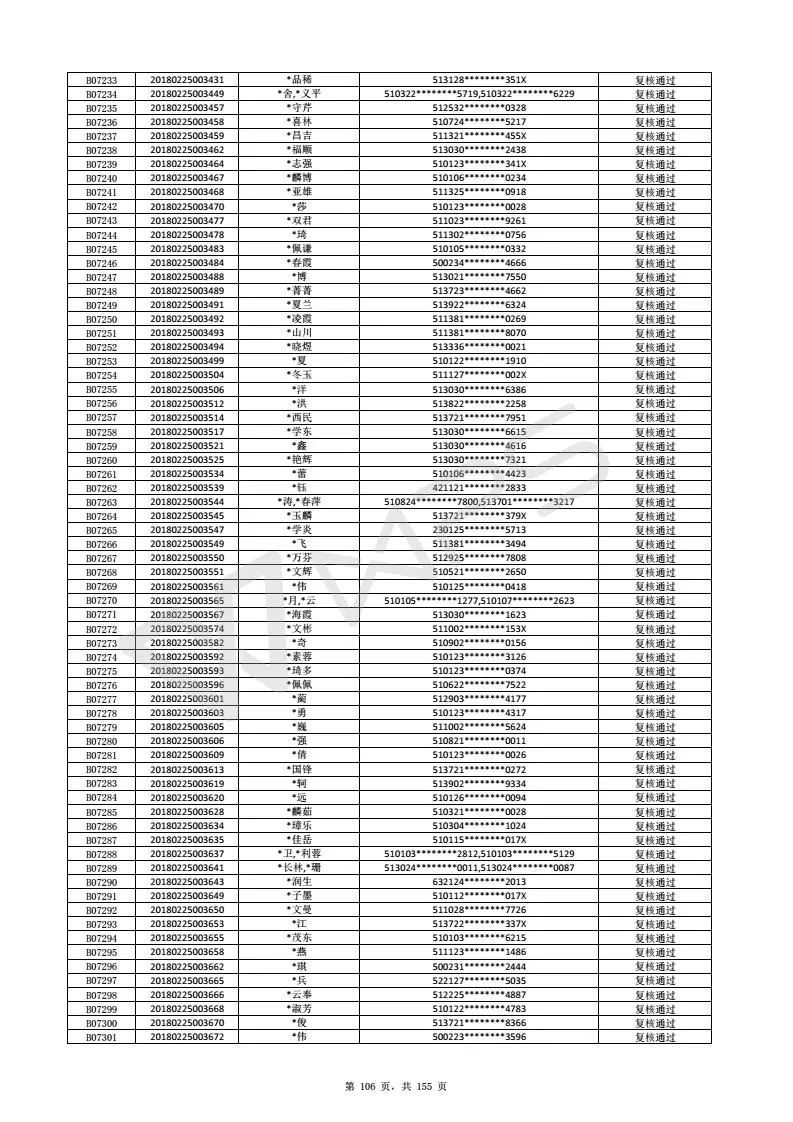 B07233 20180225003431 *品稀 513128********351X 复核通过
B07234 20180225003449 *舍,*义平 510322********5719,510322********6229 复核通过
B07235 20180225003457 *守芹 512532********0328 复核通过
B07236 20180225003458 *喜林 510724********5217 复核通过
B07237 20180225003459 *昌吉 511321********455X 复核通过
B07238 20180225003462 *福顺 513030********2438 复核通过
B07239 20180225003464 *志强 510123********341X 复核通过
B07240 20180225003467 *麟博 510106********0234 复核通过
B07241 20180225003468 *亚雄 511325********0918 复核通过
B07242 20180225003470 *莎 510123********0028 复核通过
B07243 20180225003477 *双君 511023********9261 复核通过
B07244 20180225003478 *琦 511302********0756 复核通过
B07245 20180225003483 *佩谦 510105********0332 复核通过
B07246 20180225003484 *春霞 500234********4666 复核通过
B07247 20180225003488 *博 513021********7550 复核通过
B07248 20180225003489 *菁菁 513723********4662 复核通过
B07249 20180225003491 *夏兰 513922********6324 复核通过
B07250 20180225003492 *凌霞 511381********0269 复核通过
B07251 20180225003493 *山川 511381********8070 复核通过
B07252 20180225003494 *晓煜 513336********0021 复核通过
B07253 20180225003499 *夏 510122********1910 复核通过
B07254 20180225003504 *冬玉 511127********002X 复核通过
B07255 20180225003506 *洋 513030********6386 复核通过
B07256 20180225003512 *洪 513822********2258 复核通过
B07257 20180225003514 *西民 513721********7951 复核通过
B07258 20180225003517 *学东 513030********6615 复核通过
B07259 20180225003521 *鑫 513030********4616 复核通过
B07260 20180225003525 *艳辉 513030********7321 复核通过
B07261 20180225003534 *蕾 510106********4423 复核通过
B07262 20180225003539 *钰 421121********2833 复核通过
B07263 20180225003544 *涛,*春萍 510824********7800,513701********3217 复核通过
B07264 20180225003545 *玉麟 513721********379X 复核通过
B07265 20180225003547 *学炎 230125********5713 复核通过
B07266 20180225003549 *飞 511381********3494 复核通过
B07267 20180225003550 *万芬 512925********7808 复核通过
B07268 20180225003551 *文辉 510521********2650 复核通过
B07269 20180225003561 *伟 510125********0418 复核通过
B07270 20180225003565 *月,*云 510105********1277,510107********2623 复核通过
B07271 20180225003567 *海霞 513030********1623 复核通过
B07272 20180225003574 *文彬 511002********153X 复核通过
B07273 20180225003582 *奇 510902********0156 复核通过
B07274 20180225003592 *素蓉 510123********3126 复核通过
B07275 20180225003593 *琦多 510123********0374 复核通过
B07276 20180225003596 *佩佩 510622********7522 复核通过
B07277 20180225003601 *蔺 512903********4177 复核通过
B07278 20180225003603 *勇 510123********4317 复核通过
B07279 20180225003605 *巍 511002********5624 复核通过
B07280 20180225003606 *强 510821********0011 复核通过
B07281 20180225003609 *倩 510123********0026 复核通过
B07282 20180225003613 *国锋 513721********0272 复核通过
B07283 20180225003619 *轲 513902********9334 复核通过
B07284 20180225003620 *远 510126********0094 复核通过
B07285 20180225003628 *麟茹 510321********0028 复核通过
B07286 20180225003634 *璋乐 510304********1024 复核通过
B07287 20180225003635 *佳岳 510115********017X 复核通过
B07288 20180225003637 *卫,*利蓉 510103********2812,510103********5129 复核通过
B07289 20180225003641 *长林,*珊 513024********0011,513024********0087 复核通过
B07290 20180225003643 *润生 632124********2013 复核通过
B07291 20180225003649 *子墨 510112********017X 复核通过
B07292 20180225003650 *文曼 511028********7726 复核通过
B07293 20180225003653 *江 513722********337X 复核通过
B07294 20180225003655 *茂东 510103********6215 复核通过
B07295 20180225003658 *燕 511123********1486 复核通过
B07296 20180225003662 *琪 500231********2444 复核通过
B07297 20180225003665 *兵 522127********5035 复核通过
B07298 20180225003666 *云奉 512225********4887 复核通过
B07299 20180225003668 *淑芳 510122********4783 复核通过
B07300 20180225003670 *俊 513721********8366 复核通过
B07301 20180225003672 *伟 500223********3596 复核通过
第 106 页，共 155 页